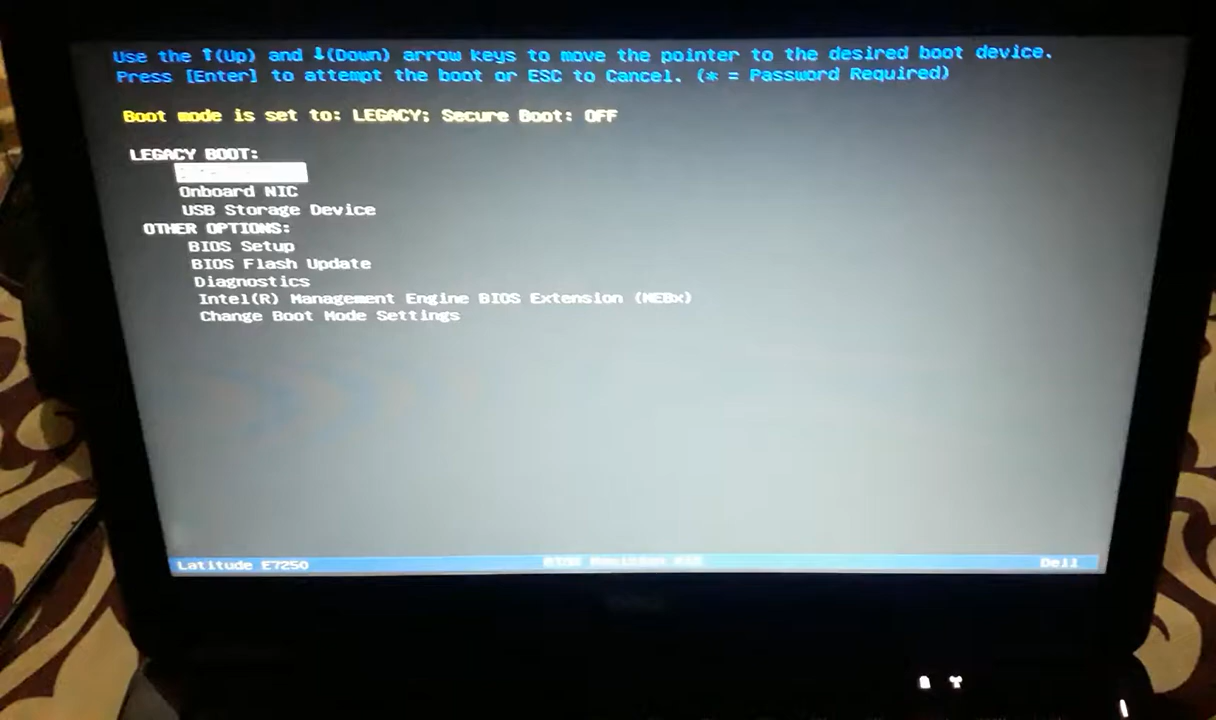 Use the ↑(Up) and ↓(Down) arrow keys to move the pointer to the desired boot device.
Press [Enter] to attempt the boot or ESC to Cancel. (* = Password Required)
Boot mode is set to: LEGACY; Secure Boot: OFF
LEGACY BOOT:
Onboard NIC
USB Storage Device
OTHER OPTIONS:
BIOS Setup
BIOS Flash Update
Diagnostics
Intel(R) Management Engine BIOS Extension (MEBx)
Change Boot Mode Settings
Latitude E7250 BIOS Revision Dell